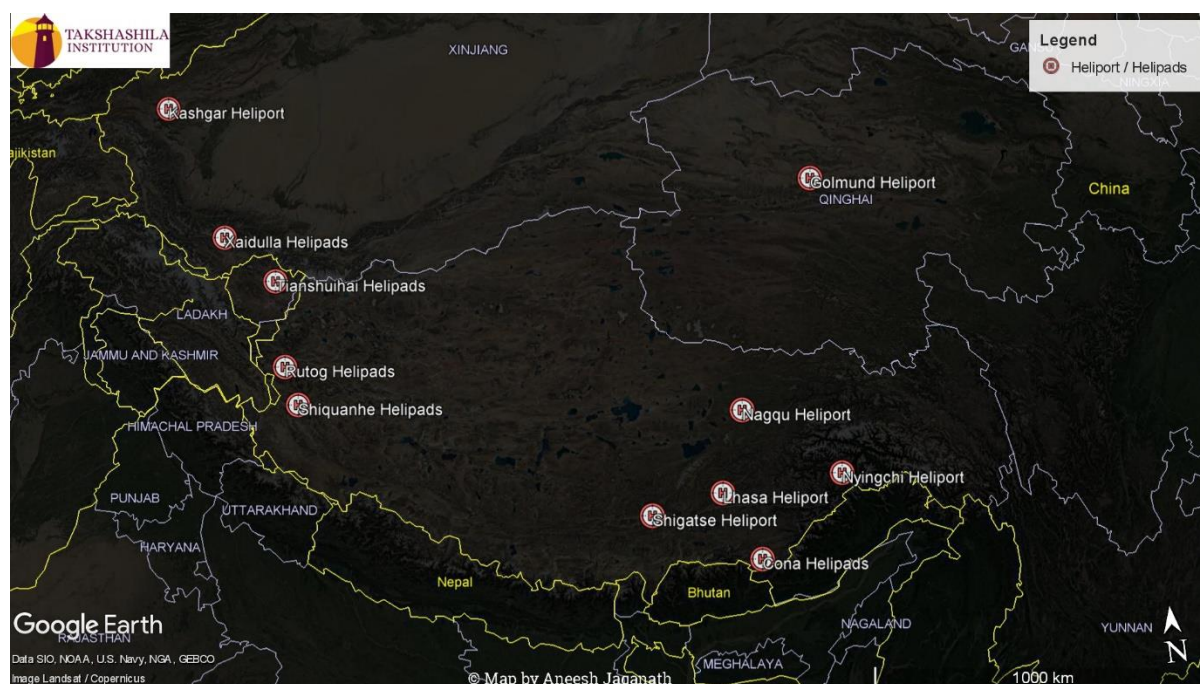 TAKSHASHILA
INSTITUTION
Legend
Heliport / Helipads
XINJIANG
GANSU
NINGXIA
Kashgar Heliport
ajikistan
Golmund Heliport
QINGHAI
China
Xaidulla Helipads
Tianshuihai Helipads
LADAKH
JAMMU AND KASHMIR
Rutog Helipads
Shiquanhe Helipads
Nagqu Heliport
HIMACHAL PRADESH
Nyingchi Heliport
PUNJAB
Lhasa Heliport
UTTARAKHAND
Shigatse Heliport
HARYANA
Cona Helipads
Nepal
Bhutan
Google Earth
RAJASTHAN
NAGALAND
YUNNAN
N
MEGHALAYA
Data SIO, NOAA, U.S. Navy, NGA, GEBCO
Image Landsat / Copernicus
© Map by Aneesh Jaganath
1000 km